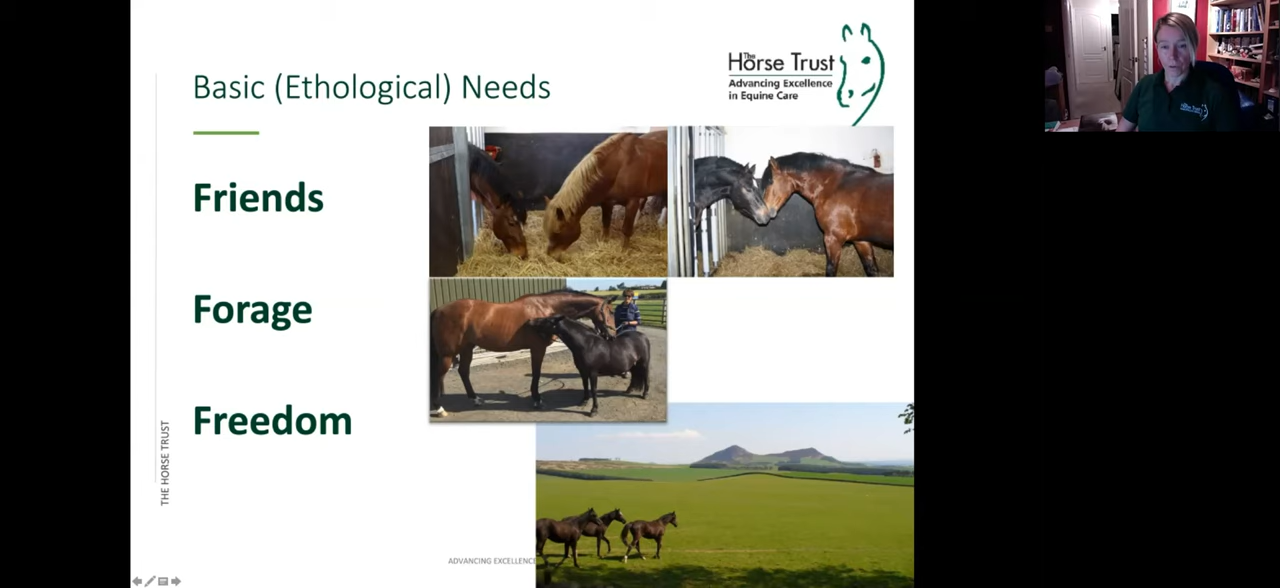 Basic (Ethological) Needs
The
Horse Trust
Advancing Excellence
in Equine Care
Friends
Forage
Freedom
THE HORSE TRUST
ADVANCING EXCELLENCE